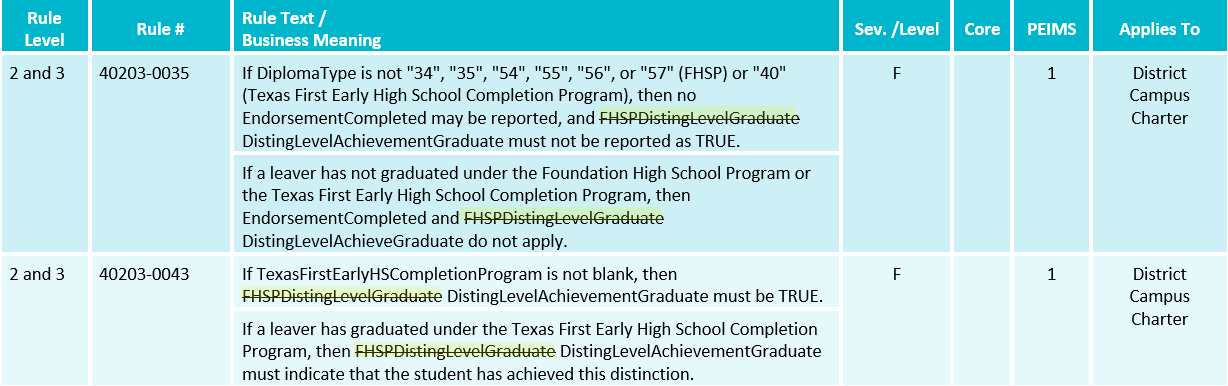 Rule Level
Rule #
Rule Text /
Business Meaning
Sev. /Level
Core
PEIMS
Applies To
2 and 3
40203-0035
If DiplomaType is not "34", "35", "54", "55", "56", or "57" (FHSP) or "40"
(Texas First Early High School Completion Program), then no
EndorsementCompleted may be reported, and FHSPDistingLevelGraduate
DistingLevelAchievementGraduate must not be reported as TRUE.
If a leaver has not graduated under the Foundation High School Program or
the Texas First Early High School Completion Program, then
EndorsementCompleted and FHSPDistingLevelGraduate
DistingLevelAchieveGraduate do not apply.
F
1
District
Campus
Charter
2 and 3
40203-0043
If TexasFirstEarlyHSCompletionProgram is not blank, then
FHSPDistingLevelGraduate DistingLevelAchievementGraduate must be TRUE.
If a leaver has graduated under the Texas First Early High School Completion
Program, then FHSPDistingLevelGraduate DistingLevelAchievementGraduate
must indicate that the student has achieved this distinction.
F
1
District
Campus
Charter